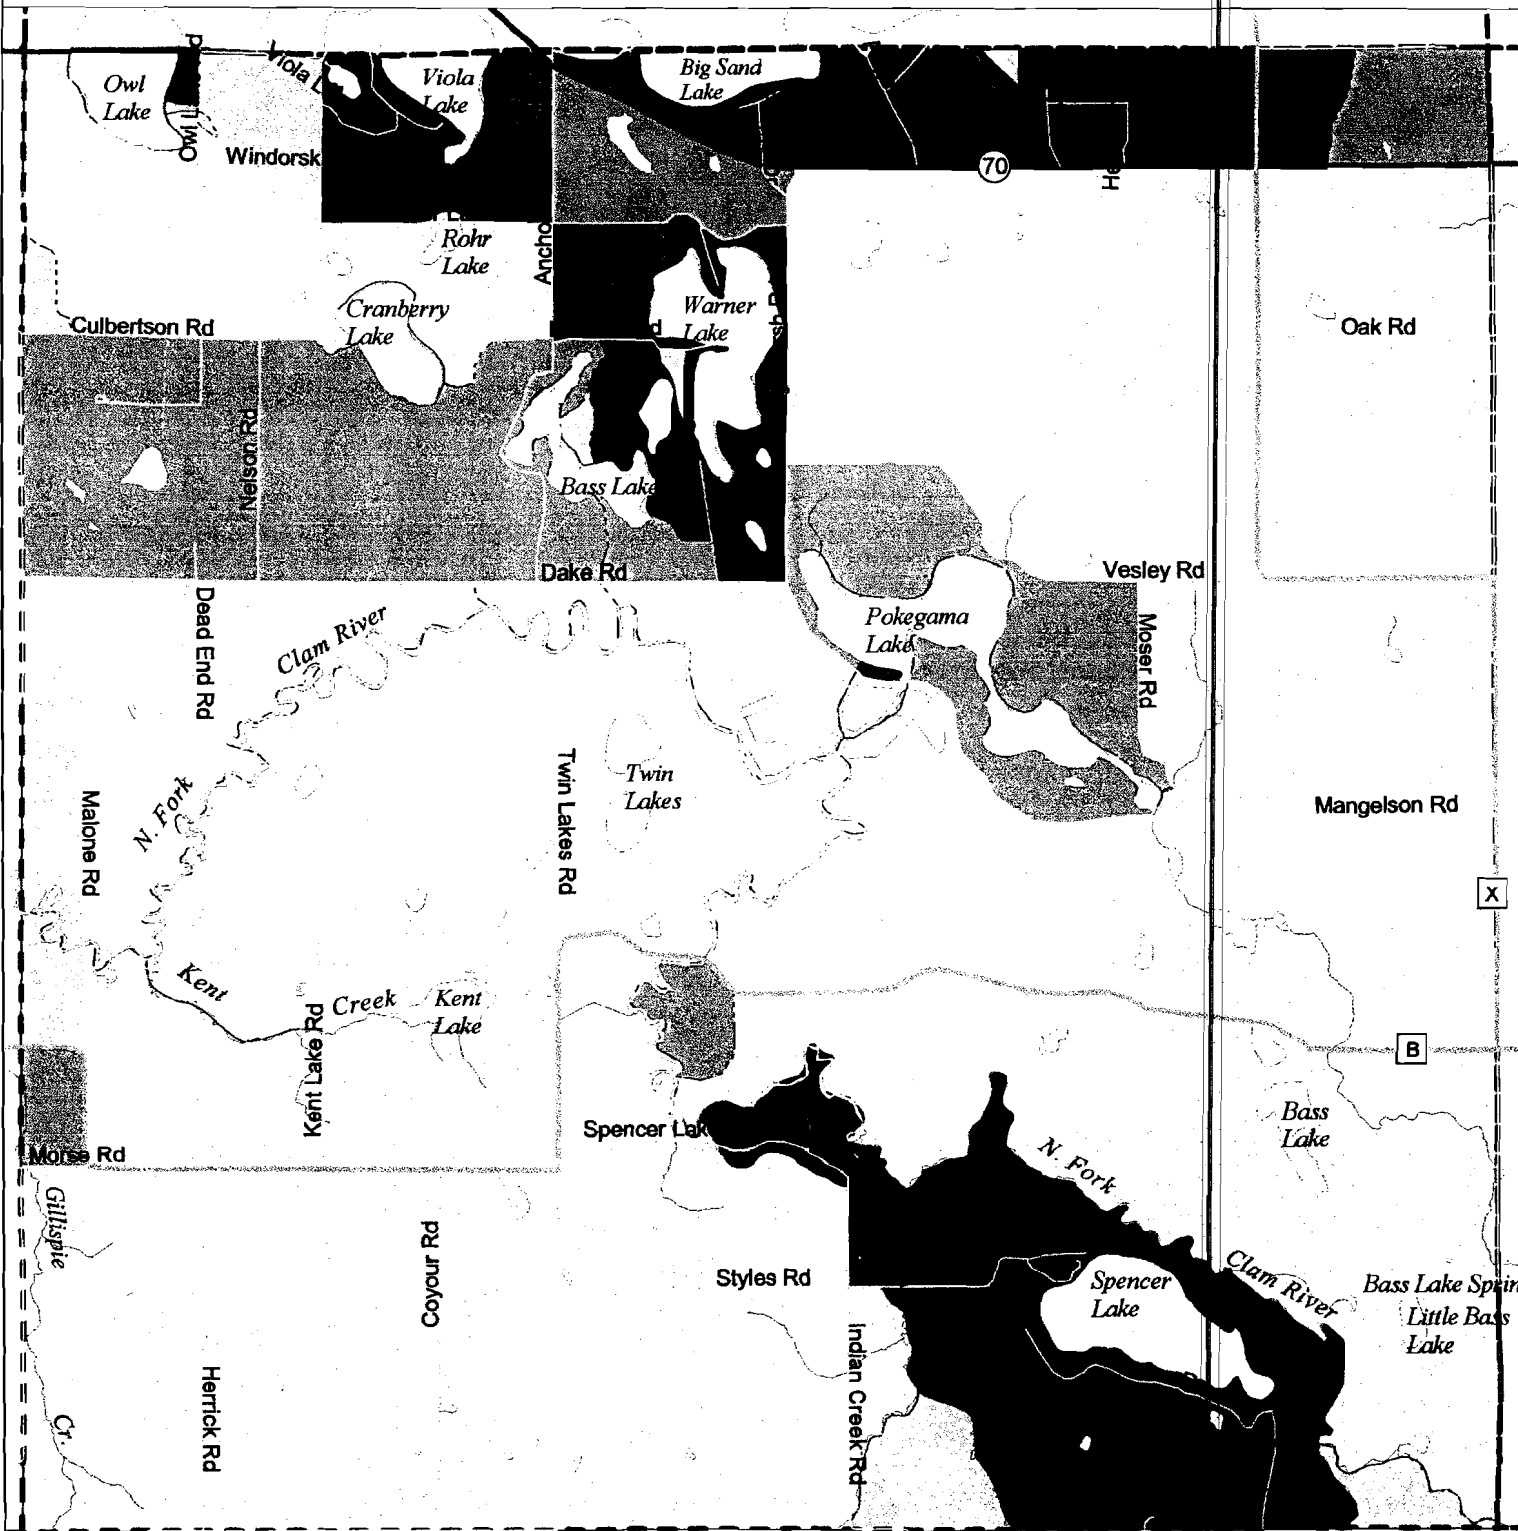 Owl
Lake
Viola
Lake
Big Sand
Lake
Windorsk
70
Rohr
Lake
Ancho
Cranberry
Lake
Warner
Lake
Culbertson Rd
Oak Rd
Nelson Rd
Bass Lake
Dake Rd
Vesley Rd
Dead End Rd
Clam River
Pokegama
Lake
Moser Rd
N. Fork
Malone Rd
Twin Lakes Rd
Twin
Lakes
Mangelson Rd
X
Kent
Creek
Kent
Lake
Kent Lake Rd
B
Spencer Lak
Bass
Lake
Morse Rd
N. Fork
Gillispie
Coyour Rd
Styles Rd
Spencer
Lake
Clam River
Bass Lake Sprin
Little Bass
Lake
Indian Creek Rd
Herrick Rd
Cr.